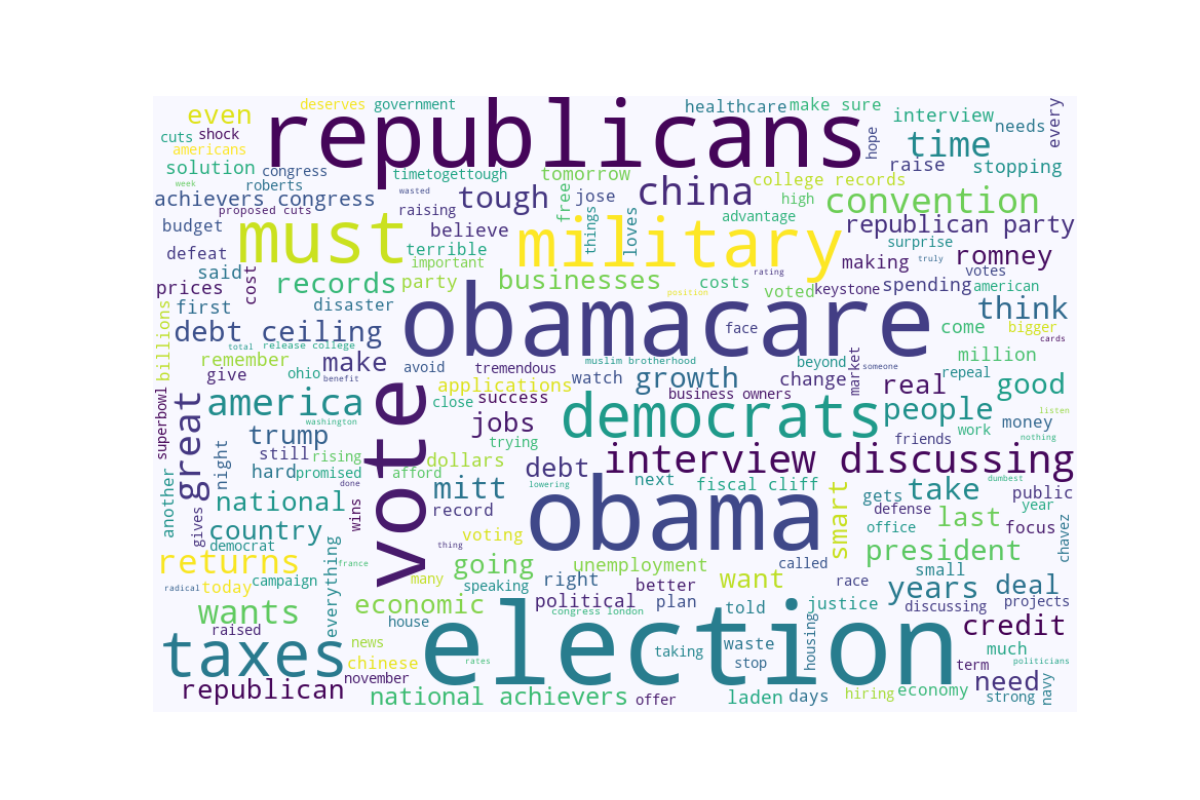 even
deserves
government
republicans
healthcare
make sure
interview
needs
every
cuts
shock
americans
hope
time
solution
congress
timetogettough
tomorrow
raise
stopping
week
roberts
wasted
china
college records
achievers congress
tough
free
jose
high
convention
proposed cuts
raising
things
loves
advantage
republican party
budget
must
believe
military
surprise
defeat
terrible
important
making
truly
romney
said
cost
records
party
businesses
costs
rating
votes
prices
position
voted
keystone
spending
american
first
disaster
obamacare
face
think
billions
debt ceiling
come
bigger
total
release college
cards
remember
make
avoid
tremendous
muslim brotherhood
beyond
market
someone
million
give
ohio
benefit
watch
growth
change
repeal
superbowl
great
america
vote
applications
success
business owners
real
good
close
jobs
democrats
people
listen
washington
trump
trying
work
money
nothing
night
still
rising
dollars
friends
hard
promised
afford
debt
interview discussing
another
done
lowering
next
fiscal cliff
dumbest
national
mitt
obama
smart
gets
take
public
gives
wins
record
defense
year
country
office
last
focus
chavez
democrat
thing
voting
president
returns
everything
france
going
unemployment
called
small
radical
today
campaign
many
speaking
right
better
want
race
years
deal
wants
economic
political
plan
told
justice
discussing
projects
raised
house
congress london
housing
credit
taxes
news
election
waste
much
chinese
rates
taking
stop
term
politicians
republican
november
need
navy
national achievers
offer
laden
days
hiring
economy
strong